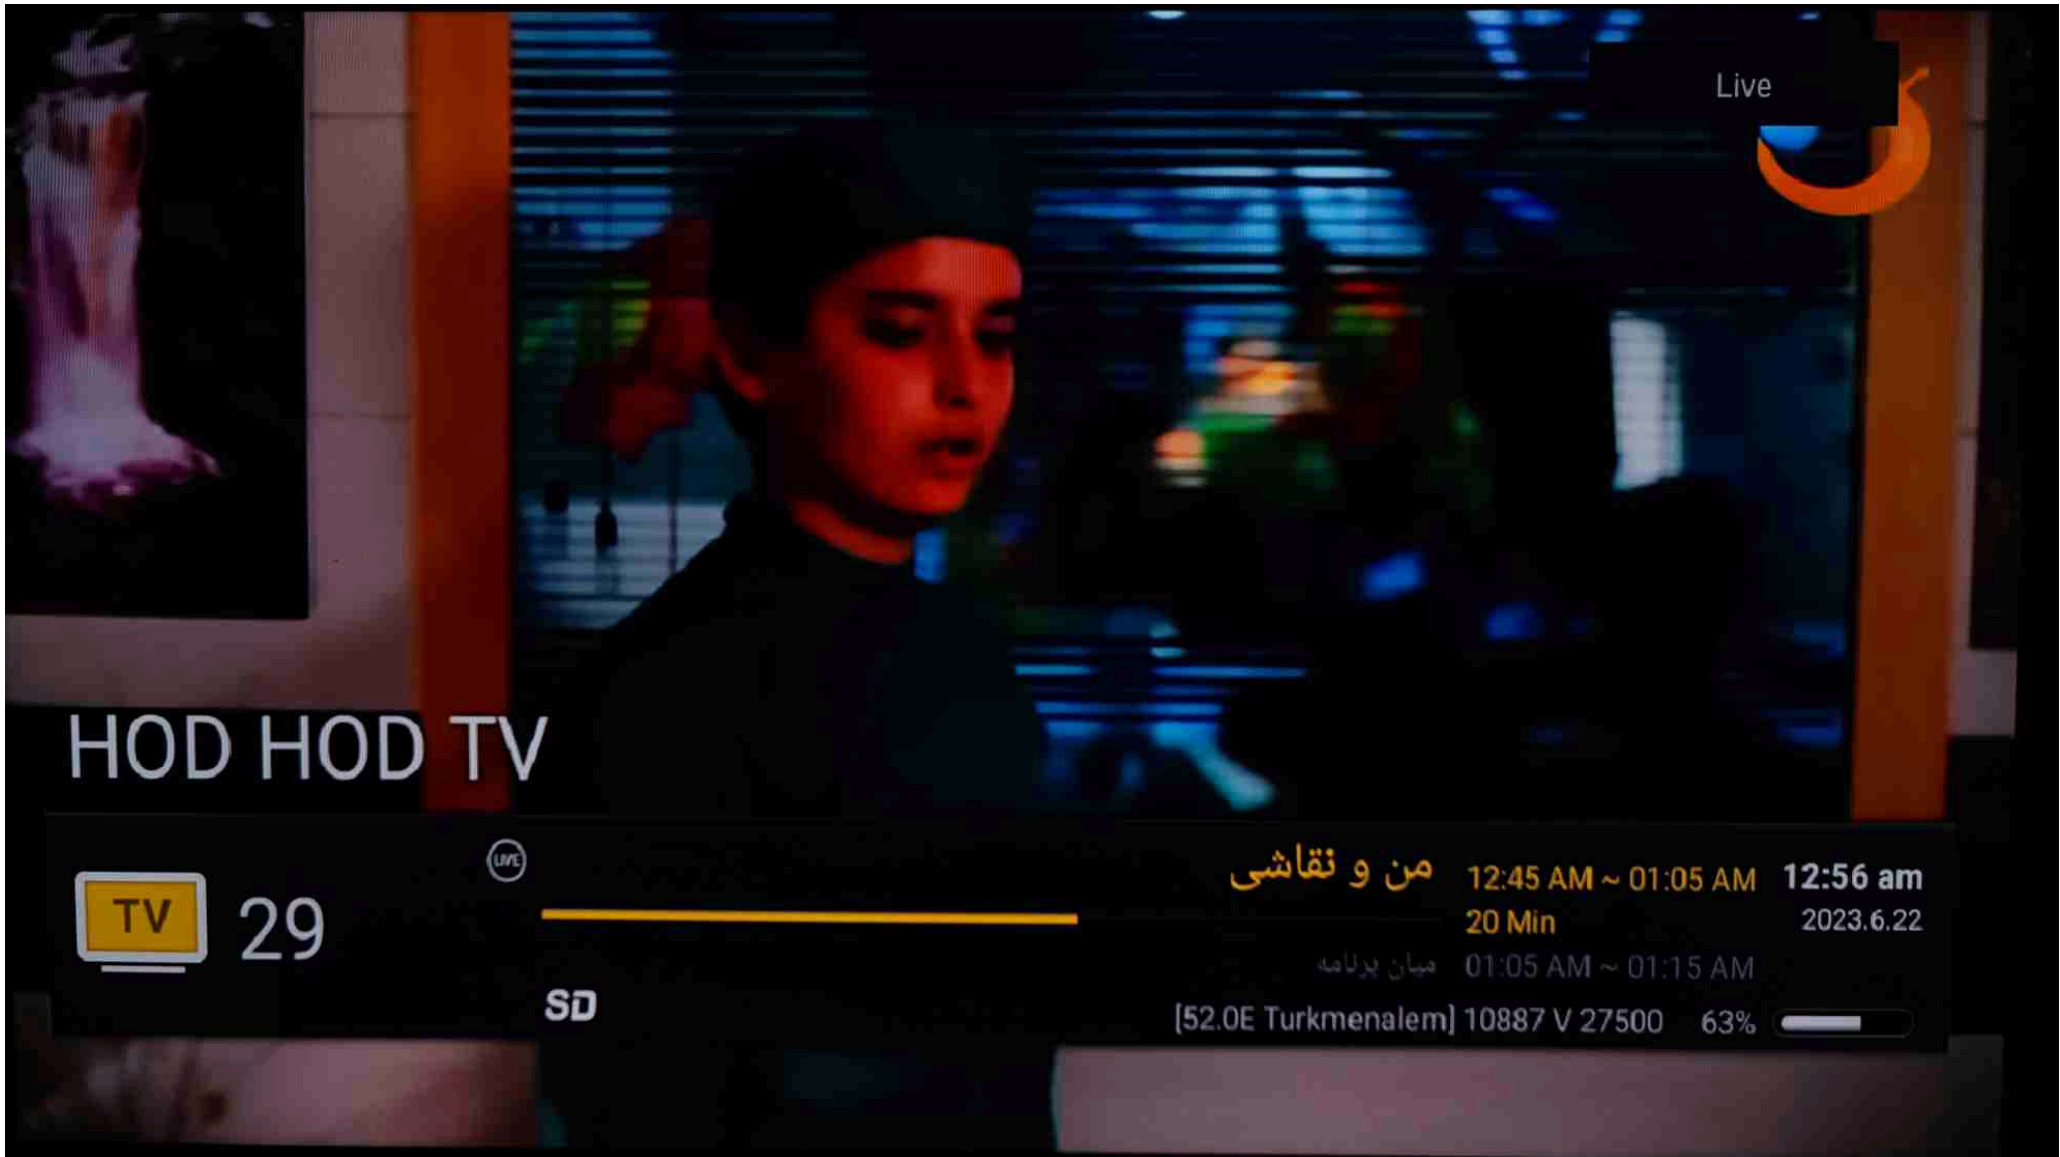 Live
HOD HOD TV
LIVE
من و نقاشی 12:45 AM ~ 01:05 AM 12:56 am
TV 29
20 Min 2023.6.22
میان برنامه 01:05 AM ~ 01:15 AM
SD
[52.0E Turkmenalem] 10887 V 27500 63%